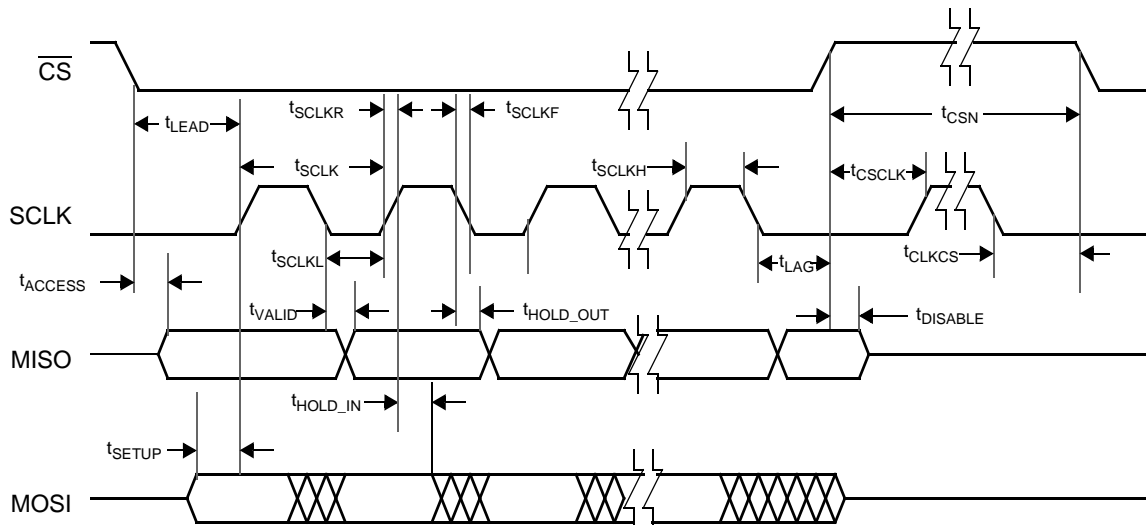 CS
tSCLKR
tSCLKF
tLEAD
tCSN
tSCLK
tSCLKH
tCSCLK
SCLK
tSCLKL
tLAG
tCLKCS
tACCESS
tVALID
tHOLD_OUT
tDISABLE
MISO
tHOLD_IN
tSETUP
MOSI